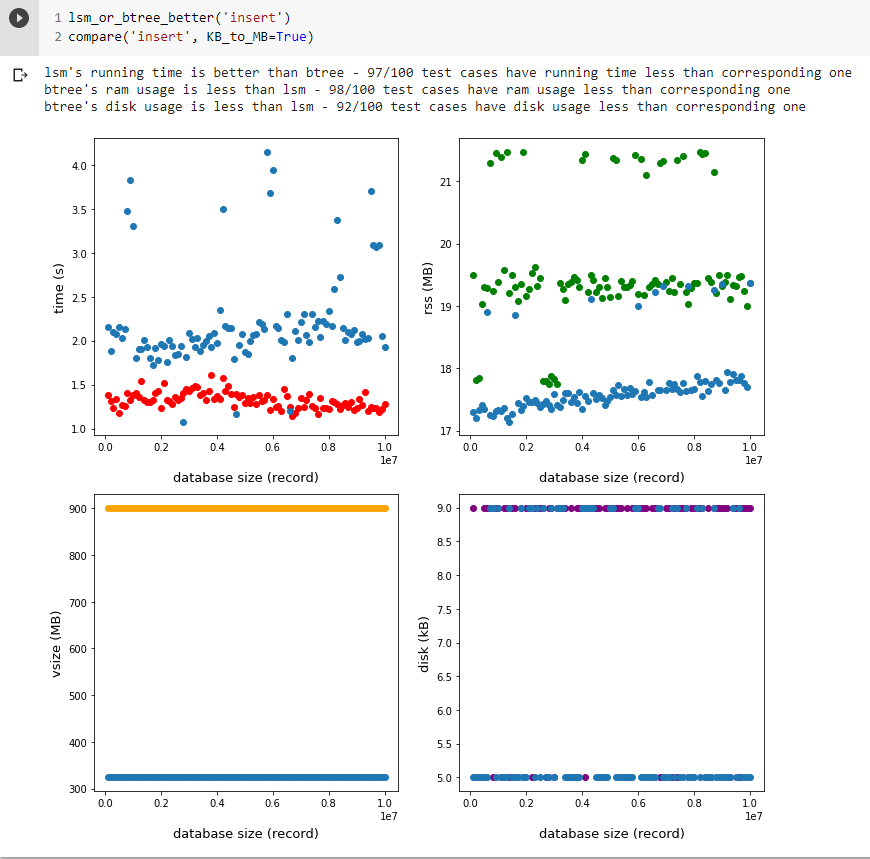 1 lsm_or_btree_better('insert')
2 compare('insert', KB_to_MB=True)
lsm's running time is better than btree - 97/100 test cases have running time less than corresponding one
btree's ram usage is less than lsm - 98/100 test cases have ram usage less than corresponding one
btree's disk usage is less than lsm - 92/100 test cases have disk usage less than corresponding one
time (s)
4.0
3.5
3.0
2.5
2.0
1.5
1.0
0.0 0.2 0.4 0.6 0.8 1.0
1e7
database size (record)
rss (MB)
21
20
19
18
17
0.0 0.2 0.4 0.6 0.8 1.0
1e7
database size (record)
vsize (MB)
900
800
700
600
500
400
300
0.0 0.2 0.4 0.6 0.8 1.0
1e7
database size (record)
disk (kB)
9.0
8.5
8.0
7.5
7.0
6.5
6.0
5.5
5.0
0.0 0.2 0.4 0.6 0.8 1.0
1e7
database size (record)